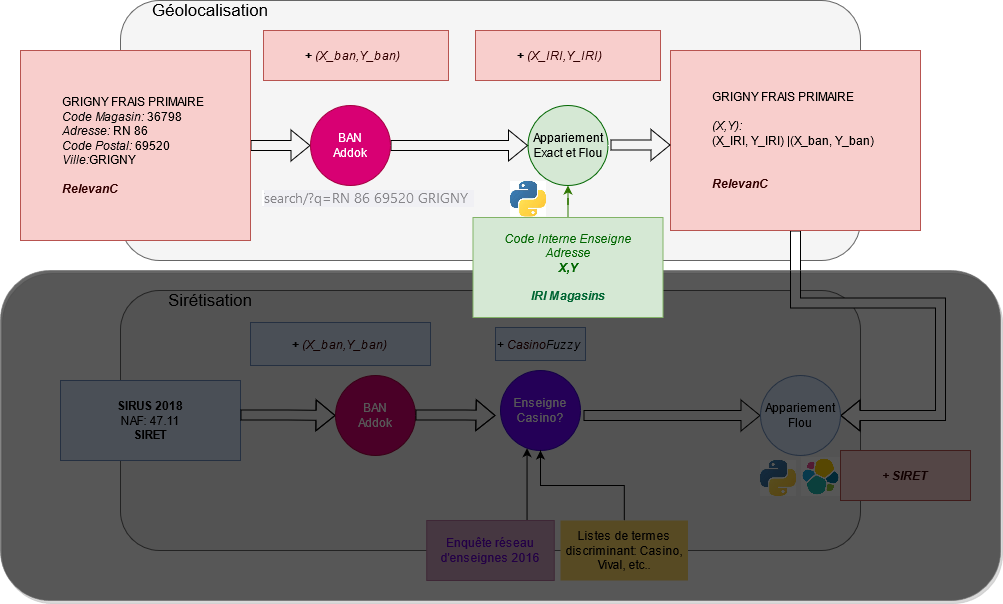 Géolocalisation
+ (X_ban,Y_ban)
+ (X_IRI,Y_IRI)
GRIGNY FRAIS PRIMAIRE
Code Magasin: 36798
Adresse: RN 86
Code Postal: 69520
Ville:GRIGNY
RelevanC
BAN
Addok
search/?q=RN 86 69520 GRIGNY
Appariement
Exact et Flou
Code Interne Enseigne
Adresse
X,Y
IRI Magasins
GRIGNY FRAIS PRIMAIRE
(X,Y):
(X_IRI, Y_IRI) |(X_ban, Y_ban)
RelevanC
Sirétisation
+ (X_ban,Y_ban)
+ CasinoFuzzy
SIRUS 2018
NAF: 47.11
SIRET
BAN
Addok
Enseigne
Casino?
Appariement
Flou
+ SIRET
Enquête réseau
d'enseignes 2016
Listes de termes
discriminant: Casino,
Vival, etc..